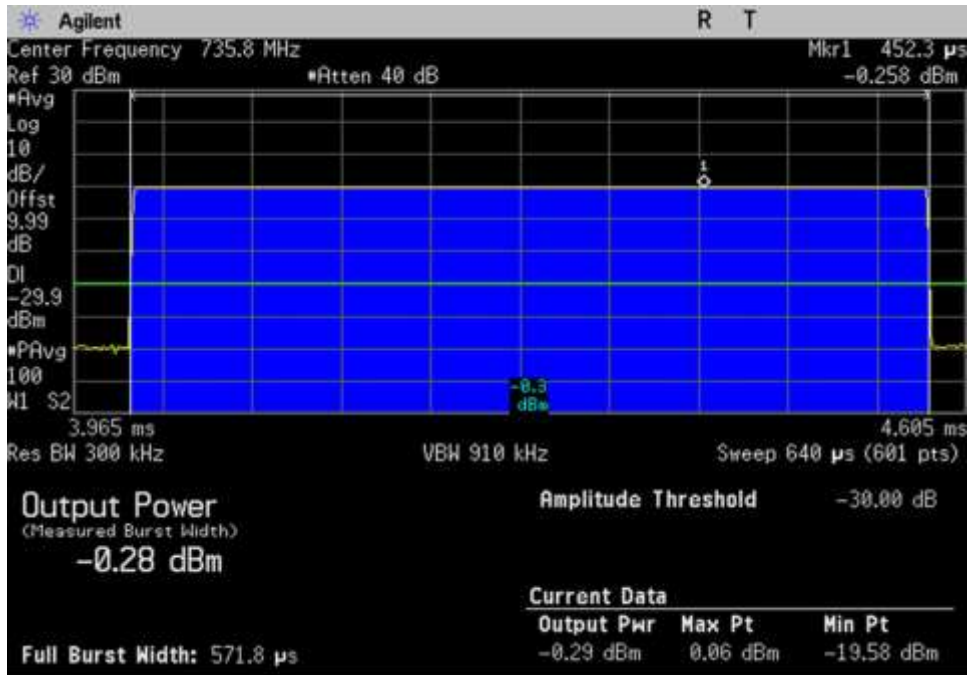 Agilent R T
Center Frequency 735.8 MHz Mkr1 452.3 µs
Ref 30 dBm *Atten 40 dB -0.258 dBm
*Avg
Log
10
dB/
Offst
9.99
dB
DI
-29.9
dBm
*PAvg
100
W1 S2
1
-0.3
dBm
3.965 ms 4.605 ms
Res BW 300 kHz VBW 910 kHz Sweep 640 µs (601 pts)
Output Power
(Measured Burst Width)
-0.28 dBm
Amplitude Threshold -30.00 dB
Current Data
Output Pwr Max Pt Min Pt
-0.29 dBm 0.06 dBm -19.58 dBm
Full Burst Width: 571.8 µs